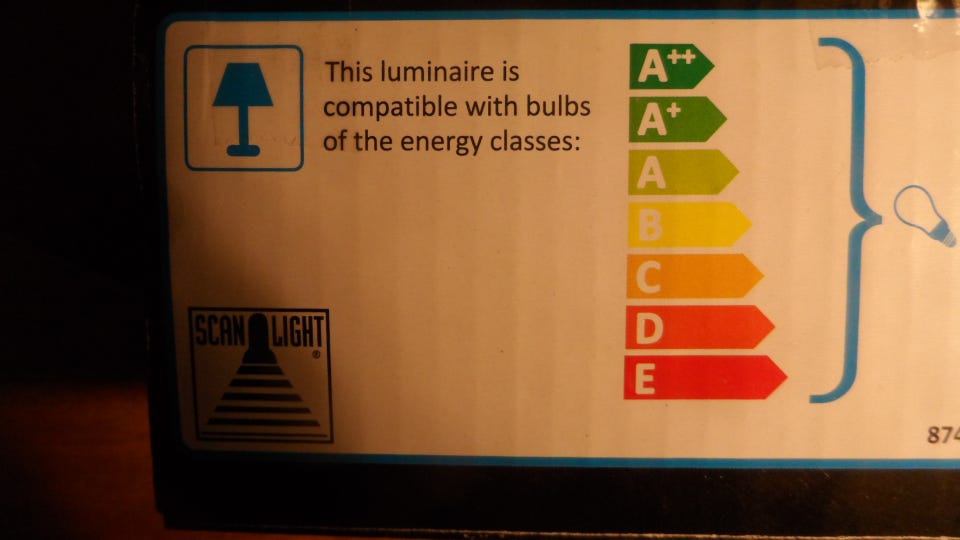 This luminaire is
compatible with bulbs
of the energy classes:
A++
A+
A
B
C
D
E
SCAN LIGHT
®
874